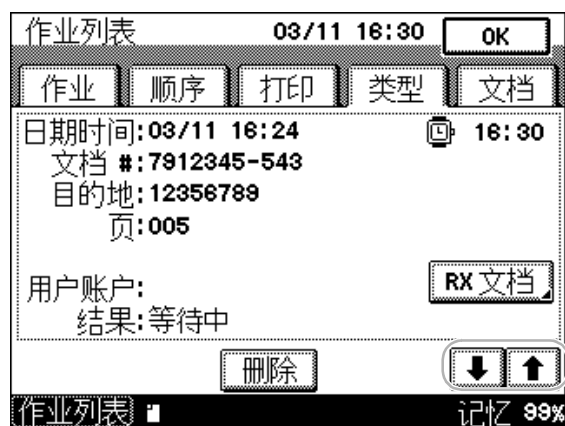 作业列表 03/11 16:30 OK
作业 顺序 打印 类型 文档
日期时间:03/11 16:24 16:30
文档 #:7912345-543
目的地:12356789
页:005
RX 文档
用户账户:
结果:等待中
删除
作业列表 记忆 99%